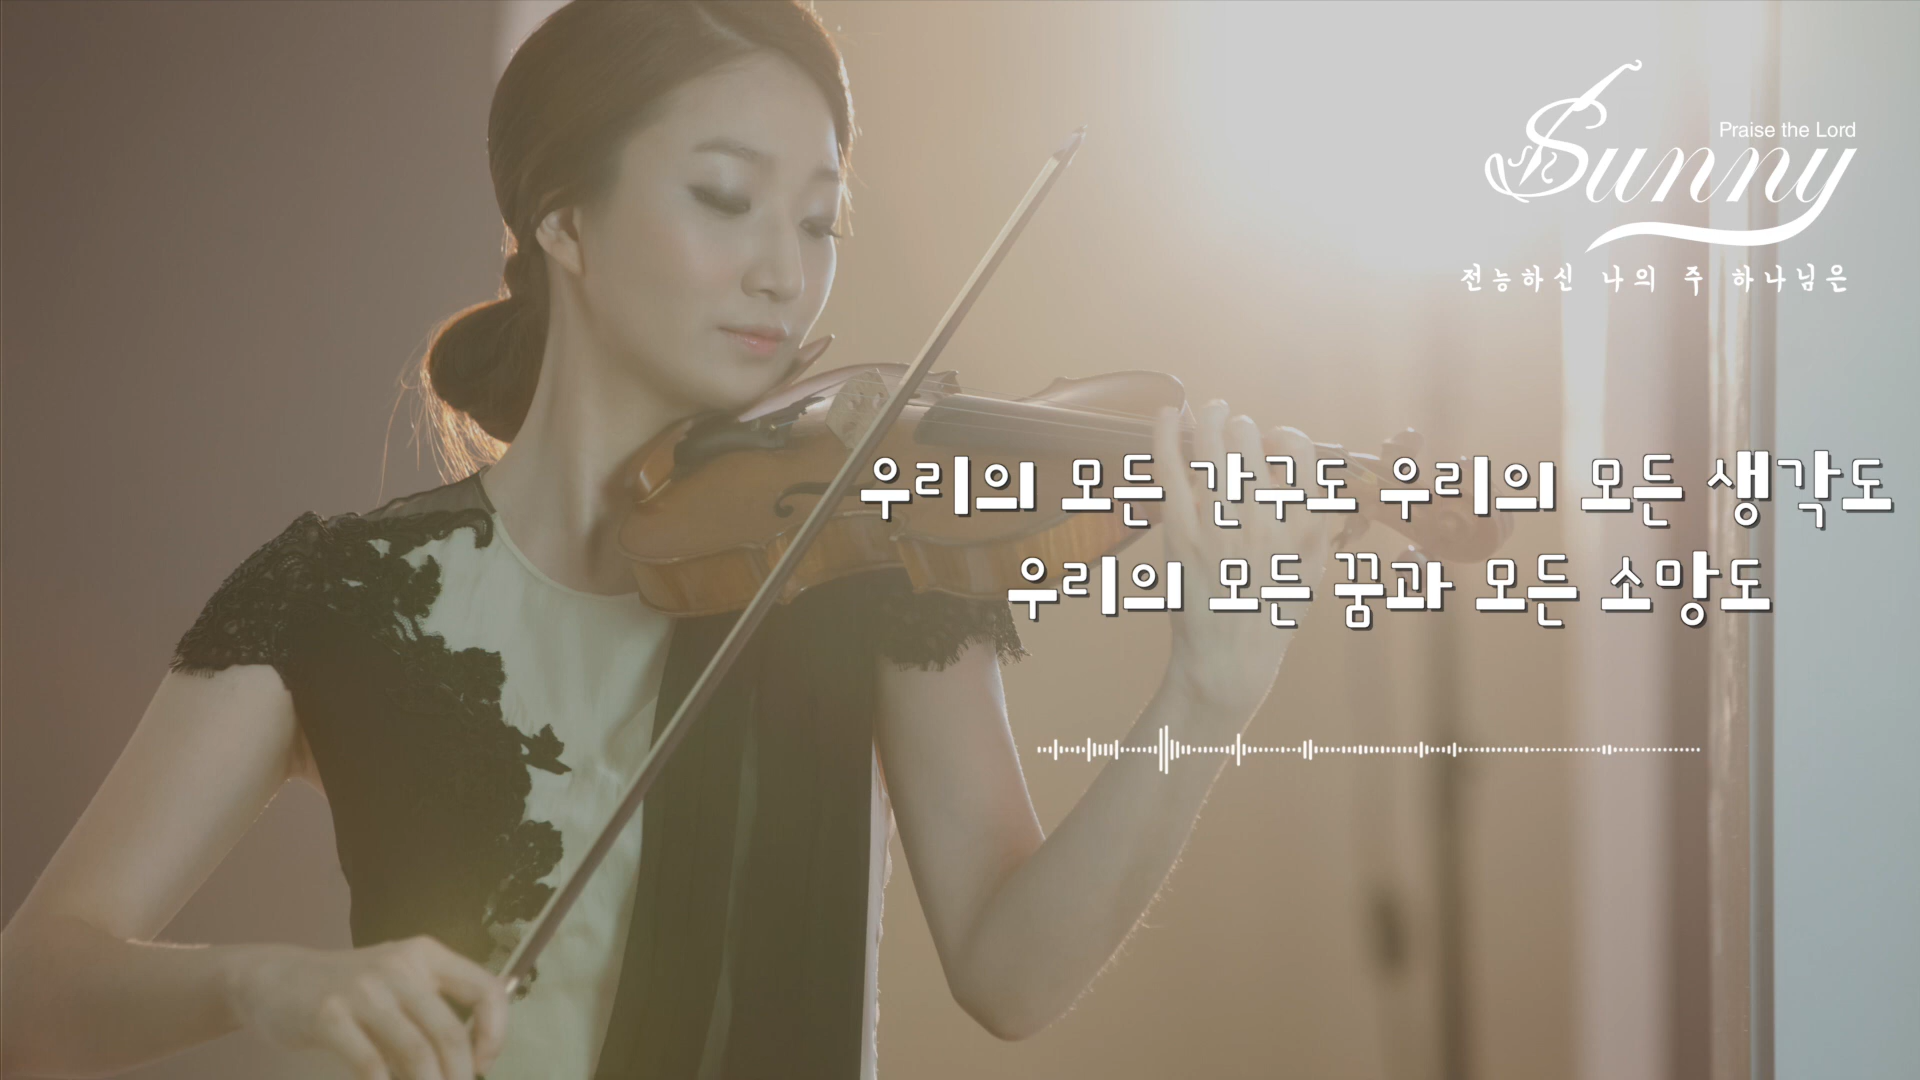 Praise the Lord
Sunny
전능하신 나의 주 하나님은
우리의 모든 간구도 우리의 모든 생각도
우리의 모든 꿈과 모든 소망도